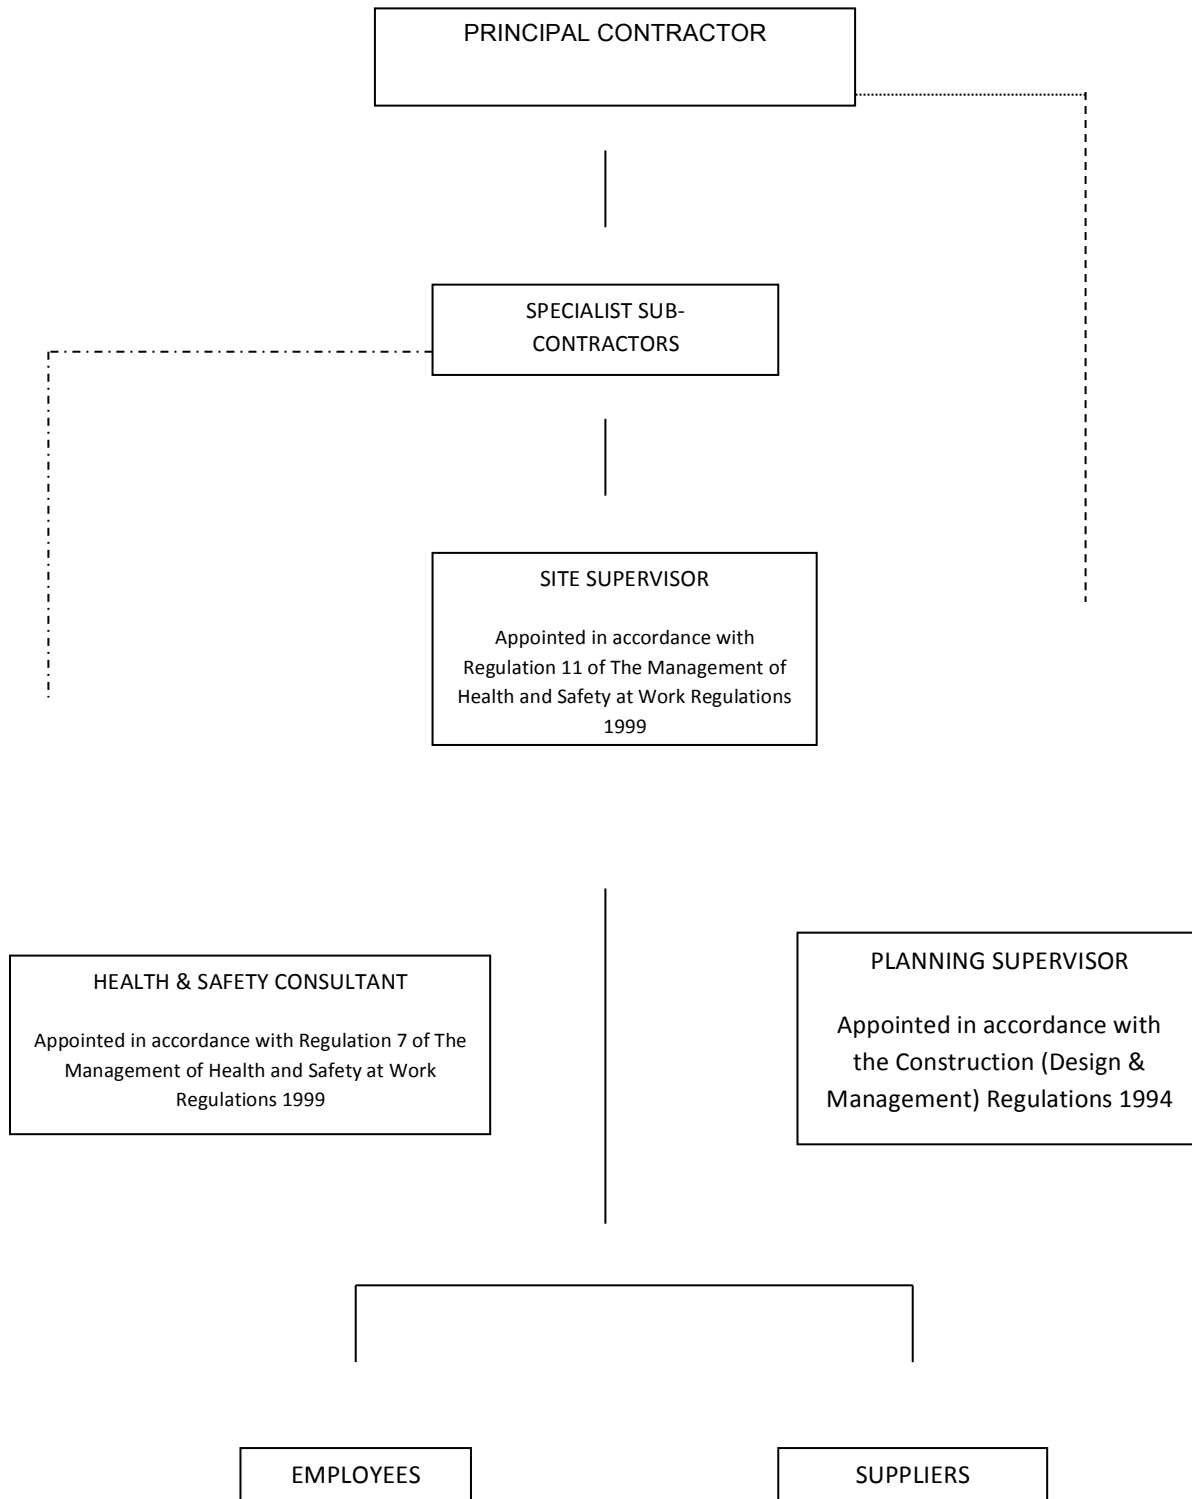 PRINCIPAL CONTRACTOR
SPECIALIST SUB-
CONTRACTORS
SITE SUPERVISOR
Appointed in accordance with
Regulation 11 of The Management of
Health and Safety at Work Regulations
1999
HEALTH & SAFETY CONSULTANT
Appointed in accordance with Regulation 7 of The
Management of Health and Safety at Work
Regulations 1999
PLANNING SUPERVISOR
Appointed in accordance with
the Construction (Design &
Management) Regulations 1994
EMPLOYEES
SUPPLIERS